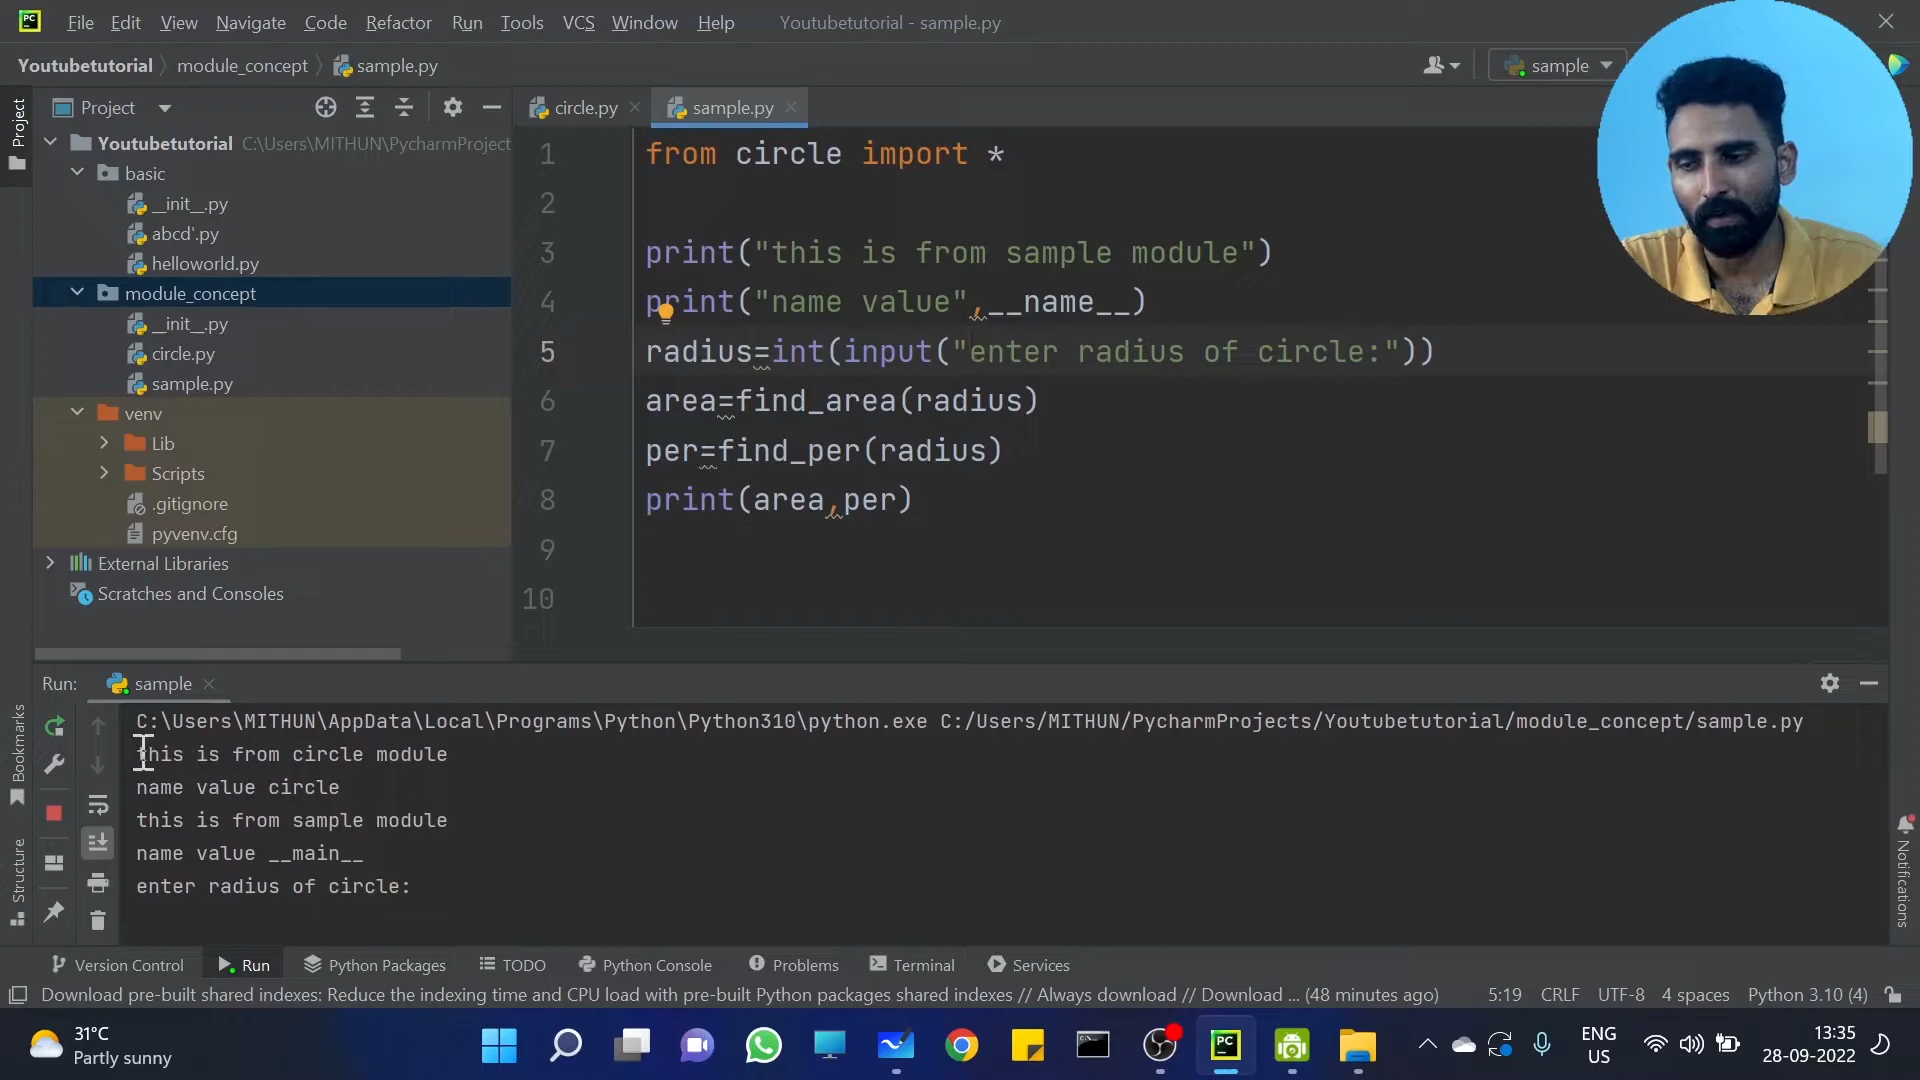 PC File Edit View Navigate Code Refactor Run Tools VCS Window Help Youtubetutorial - sample.py
Youtubetutorial module_concept sample.py
sample
Project
Project
circle.py
sample.py
Youtubetutorial C:\Users\MITHUN\PycharmProject
basic
__init__.py
abcd'.py
helloworld.py
module_concept
__init__.py
circle.py
sample.py
venv
Lib
Scripts
.gitignore
pyvenv.cfg
External Libraries
Scratches and Consoles
1 from circle import *
2
3 print("this is from sample module")
4 print("name value",__name__)
5 radius=int(input("enter radius of circle:"))
6 area=find_area(radius)
7 per=find_per(radius)
8 print(area,per)
9
10
Run: sample
C:\Users\MITHUN\AppData\Local\Programs\Python\Python310\python.exe C:/Users/MITHUN/PycharmProjects/Youtubetutorial/module_concept/sample.py
this is from circle module
name value circle
this is from sample module
name value __main__
enter radius of circle:
Bookmarks
Structure
Notifications
Version Control Run Python Packages TODO Python Console Problems Terminal Services
Download pre-built shared indexes: Reduce the indexing time and CPU load with pre-built Python packages shared indexes // Always download // Download ... (48 minutes ago) 5:19 CRLF UTF-8 4 spaces Python 3.10 (4)
31°C
Partly sunny
PC
ENG
US
13:35
28-09-2022